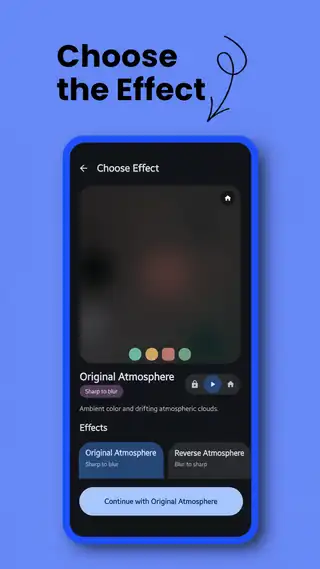 Choose
the Effect
Choose Effect
Original Atmosphere
Sharp to blur
Ambient color and drifting atmospheric clouds.
Effects
Original Atmosphere
Sharp to blur
Reverse Atmosphere
Blur to sharp
Continue with Original Atmosphere